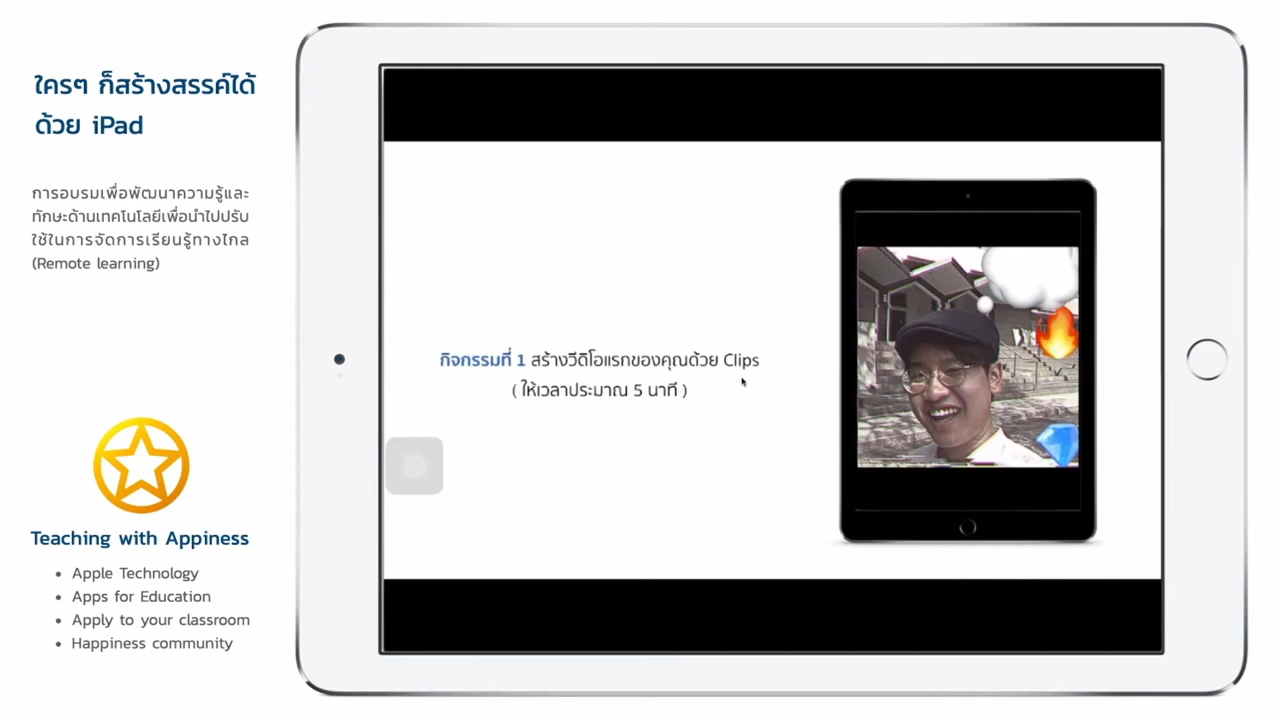 ใครๆ ก็สร้างสรรค์ได้
ด้วย iPad
การอบรมเพื่อพัฒนาความรู้และ
ทักษะด้านเทคโนโลยีเพื่อนำไปปรับ
ใช้ในการจัดการเรียนรู้ทางไกล
(Remote learning)
Teaching with Appiness
• Apple Technology
• Apps for Education
• Apply to your classroom
• Happiness community
กิจกรรมที่ 1 สร้างวีดิโอแรกของคุณด้วย Clips
( ให้เวลาประมาณ 5 นาที )